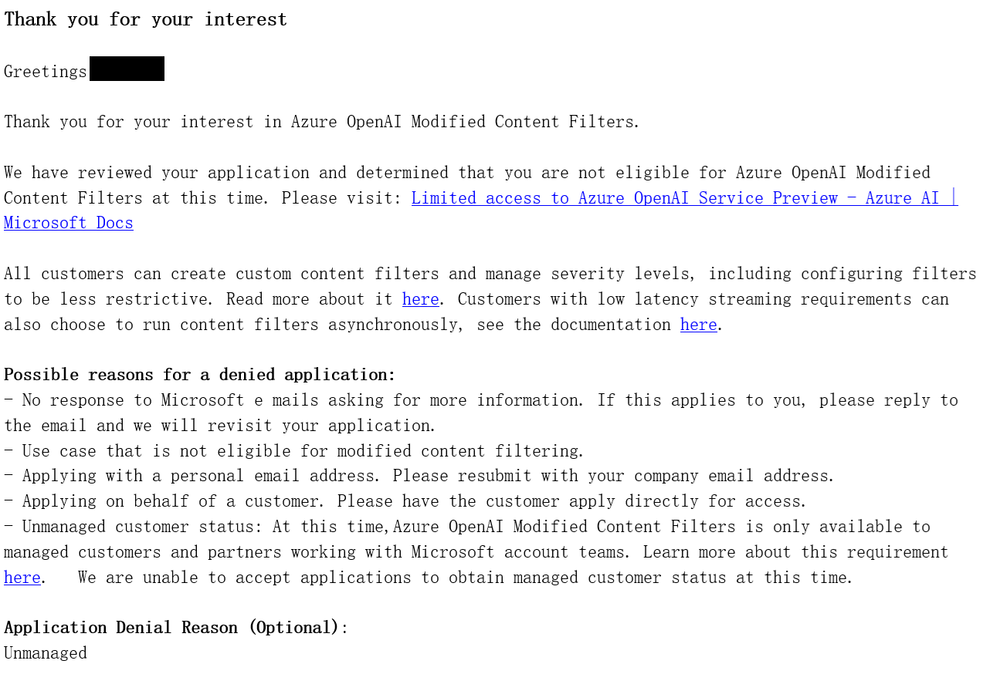 Thank you for your interest
Greetings
Thank you for your interest in Azure OpenAI Modified Content Filters.
We have reviewed your application and determined that you are not eligible for Azure OpenAI Modified
Content Filters at this time. Please visit: Limited access to Azure OpenAI Service Preview - Azure AI |
Microsoft Docs
All customers can create custom content filters and manage severity levels, including configuring filters
to be less restrictive. Read more about it here. Customers with low latency streaming requirements can
also choose to run content filters asynchronously, see the documentation here.
Possible reasons for a denied application:
- No response to Microsoft e mails asking for more information. If this applies to you, please reply to
the email and we will revisit your application.
- Use case that is not eligible for modified content filtering.
- Applying with a personal email address. Please resubmit with your company email address.
- Applying on behalf of a customer. Please have the customer apply directly for access.
- Unmanaged customer status: At this time,Azure OpenAI Modified Content Filters is only available to
managed customers and partners working with Microsoft account teams. Learn more about this requirement
here.   We are unable to accept applications to obtain managed customer status at this time.
Application Denial Reason (Optional):
Unmanaged